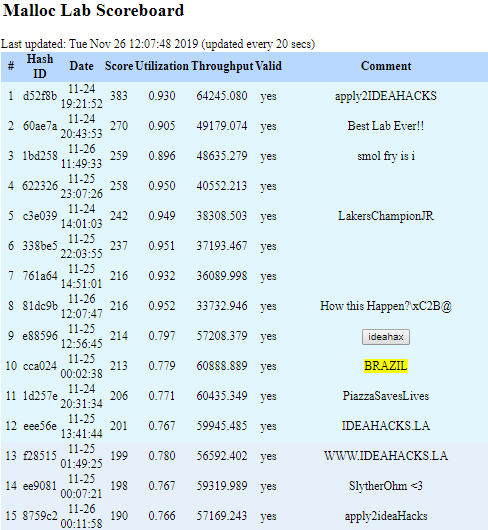 Malloc Lab Scoreboard
Last updated: Tue Nov 26 12:07:48 2019 (updated every 20 secs)
# Hash ID Date Score Utilization Throughput Valid Comment
1 d52f8b 11-24 19:21:52 383 0.930 64245.080 yes apply2IDEAHACKS
2 60ae7a 11-24 20:43:53 270 0.905 49179.074 yes Best Lab Ever!!
3 1bd258 11-26 11:49:33 259 0.896 48635.279 yes smol fry is i
4 622326 11-25 23:07:26 258 0.950 40552.213 yes
5 c3e039 11-24 14:01:03 242 0.949 38308.503 yes LakersChampionJR
6 338be5 11-25 22:03:55 237 0.951 37193.467 yes
7 761a64 11-25 14:51:01 216 0.932 36089.998 yes
8 81dc9b 11-26 12:07:47 216 0.952 33732.946 yes How this Happen?\xC2B@
9 e88596 11-25 12:56:45 214 0.797 57208.379 yes ideahax
10 cca024 11-25 00:02:38 213 0.779 60888.889 yes BRAZIL
11 1d257e 11-24 20:31:34 206 0.771 60435.349 yes PiazzaSavesLives
12 eee56e 11-25 13:41:44 201 0.767 59945.485 yes IDEAHACKS.LA
13 f28515 11-25 01:49:25 199 0.780 56592.402 yes WWW.IDEAHACKS.LA
14 ee9081 11-25 00:07:21 198 0.767 59319.989 yes SlytherOhm <3
15 8759c2 11-26 00:11:58 190 0.766 57169.243 yes apply2ideaHacks